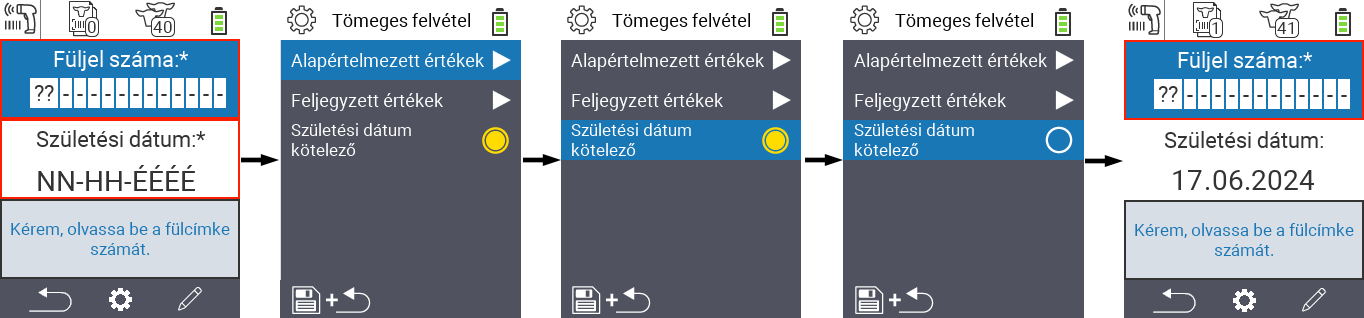 0
40
Füljel száma:*
??------------
Születési dátum:*
NN-HH-ÉÉÉÉ
Kérem, olvassa be a fülcímke
számát.
Tömeges felvétel
Alapértelmezett értékek
Feljegyzett értékek
Születési dátum
kötelező
+
Tömeges felvétel
Alapértelmezett értékek
Feljegyzett értékek
Születési dátum
kötelező
+
Tömeges felvétel
Alapértelmezett értékek
Feljegyzett értékek
Születési dátum
kötelező
+
1
41
Füljel száma:*
??------------
Születési dátum:
17.06.2024
Kérem, olvassa be a fülcímke
számát.